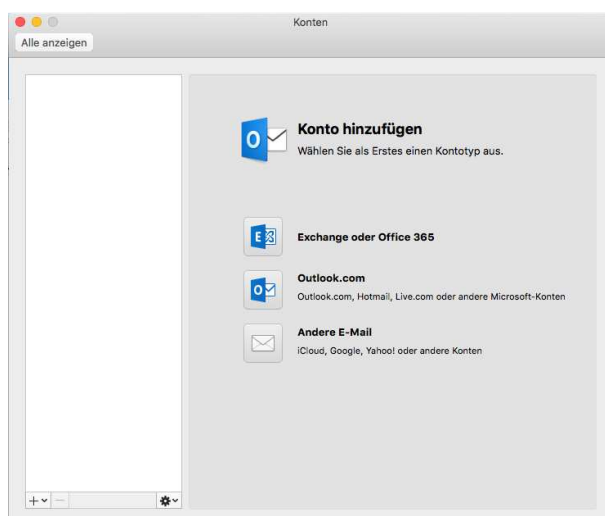 Konten
Alle anzeigen
Konto hinzufügen
Wählen Sie als Erstes einen Kontotyp aus.
Exchange oder Office 365
Outlook.com
Outlook.com, Hotmail, Live.com oder andere Microsoft-Konten
Andere E-Mail
iCloud, Google, Yahoo! oder andere Konten